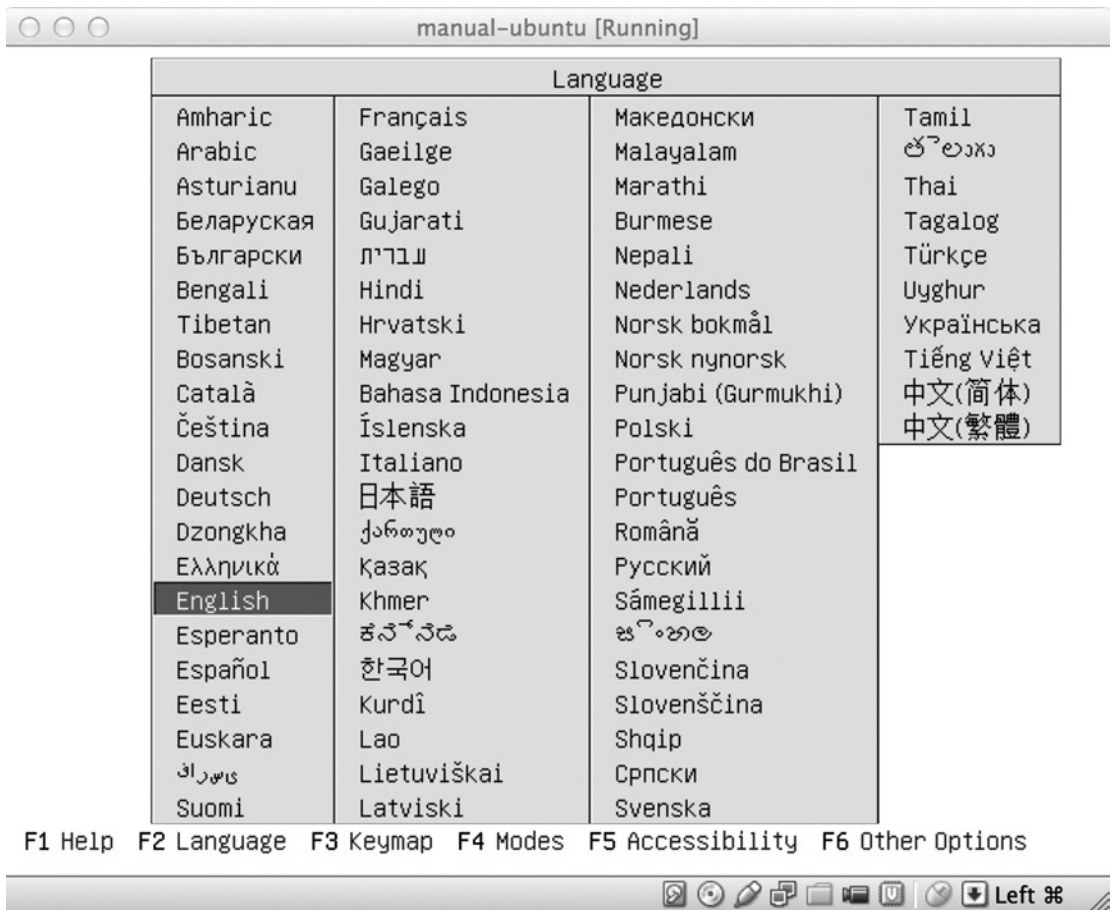 manual-ubuntu [Running]
Language
Amharic
Arabic
Asturianu
Беларуская
Български
Bengali
Tibetan
Bosanski
Català
Čeština
Dansk
Deutsch
Dzongkha
Ελληνικά
English
Esperanto
Español
Eesti
Euskara
فارسی
Suomi
Français
Gaeilge
Galego
Gujarati
עברית
Hindi
Hrvatski
Magyar
Bahasa Indonesia
Íslenska
Italiano
日本語
ქართული
Қазақ
Khmer
ಕನ್ನಡ
한국어
Kurdî
Lao
Lietuviškai
Latviski
Македонски
Malayalam
Marathi
Burmese
Nepali
Nederlands
Norsk bokmål
Norsk nynorsk
Punjabi (Gurmukhi)
Polski
Português do Brasil
Português
Română
Русский
Sámegillii
සිංහල
Slovenčina
Slovenščina
Shqip
Српски
Svenska
Tamil
తెలుగు
Thai
Tagalog
Türkçe
Uyghur
Українська
Tiếng Việt
中文(简体)
中文(繁體)
F1 Help F2 Language F3 Keymap F4 Modes F5 Accessibility F6 Other Options
Left ⌘